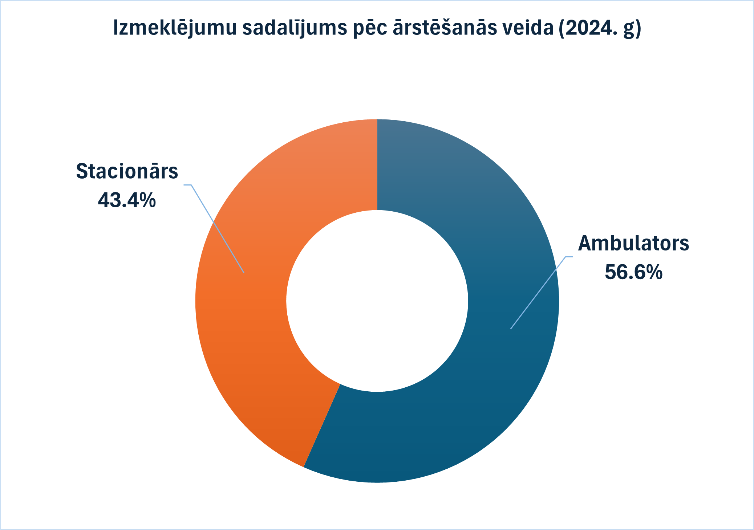 Izmeklējumu sadalījums pēc ārstēšanās veida (2024. g)
Stacionārs
43.4%
Ambulators
56.6%